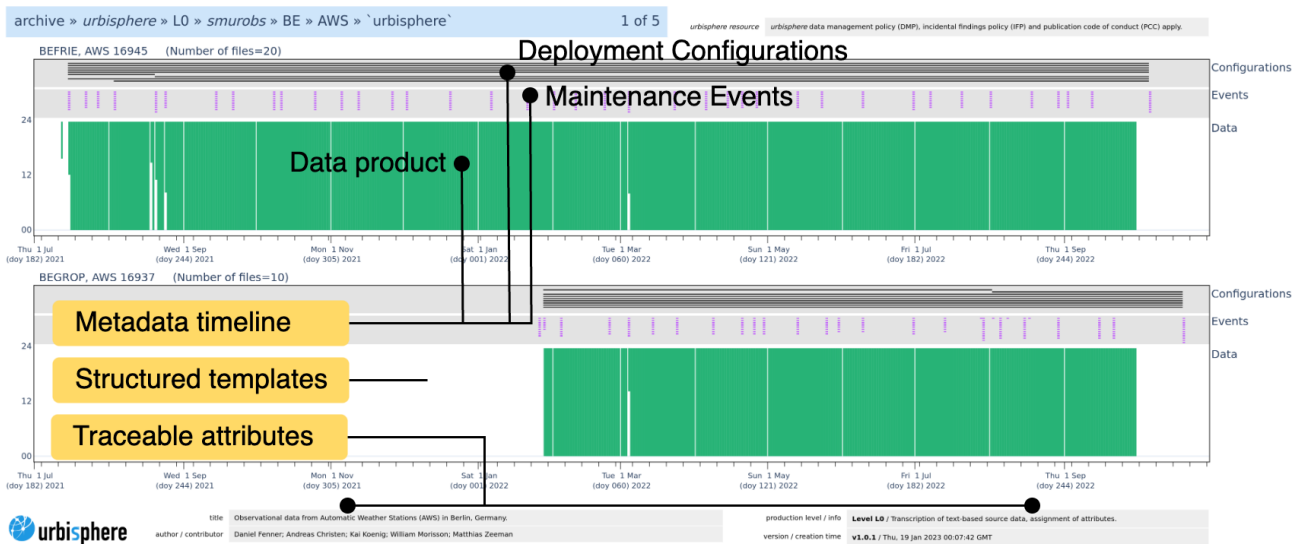 archive » urbisphere » L0 » smurobs » BE » AWS » `urbisphere` 1 of 5
urbisphere resource urbisphere data management policy (DMP), incidental findings policy (IFP) and publication code of conduct (PCC) apply.
BEFRIE, AWS 16945 (Number of files=20)
Deployment Configurations
Configurations
Maintenance Events
Events
24
Data
Data product
12
00
Thu 1 Jul Wed 1 Sep Mon 1 Nov Sat 1 Jan Tue 1 Mar Sun 1 May Fri 1 Jul Thu 1 Sep
(doy 182) 2021 (doy 244) 2021 (doy 305) 2021 (doy 001) 2022 (doy 060) 2022 (doy 121) 2022 (doy 182) 2022 (doy 244) 2022
BEGROP, AWS 16937 (Number of files=10)
Configurations
Metadata timeline
Events
24
Data
Structured templates
12
Traceable attributes
00
Thu 1 Jul Wed 1 Sep Mon 1 Nov Sat 1 Jan Tue 1 Mar Sun 1 May Fri 1 Jul Thu 1 Sep
(doy 182) 2021 (doy 244) 2021 (doy 305) 2021 (doy 001) 2022 (doy 060) 2022 (doy 121) 2022 (doy 182) 2022 (doy 244) 2022
urbisphere
title Observational data from Automatic Weather Stations (AWS) in Berlin, Germany.
production level / info Level L0 / Transcription of text-based source data, assignment of attributes.
author / contributor Daniel Fenner; Andreas Christen; Kai Koenig; William Morisson; Matthias Zeeman
version / creation time v1.0.1 / Thu, 19 Jan 2023 00:07:42 GMT